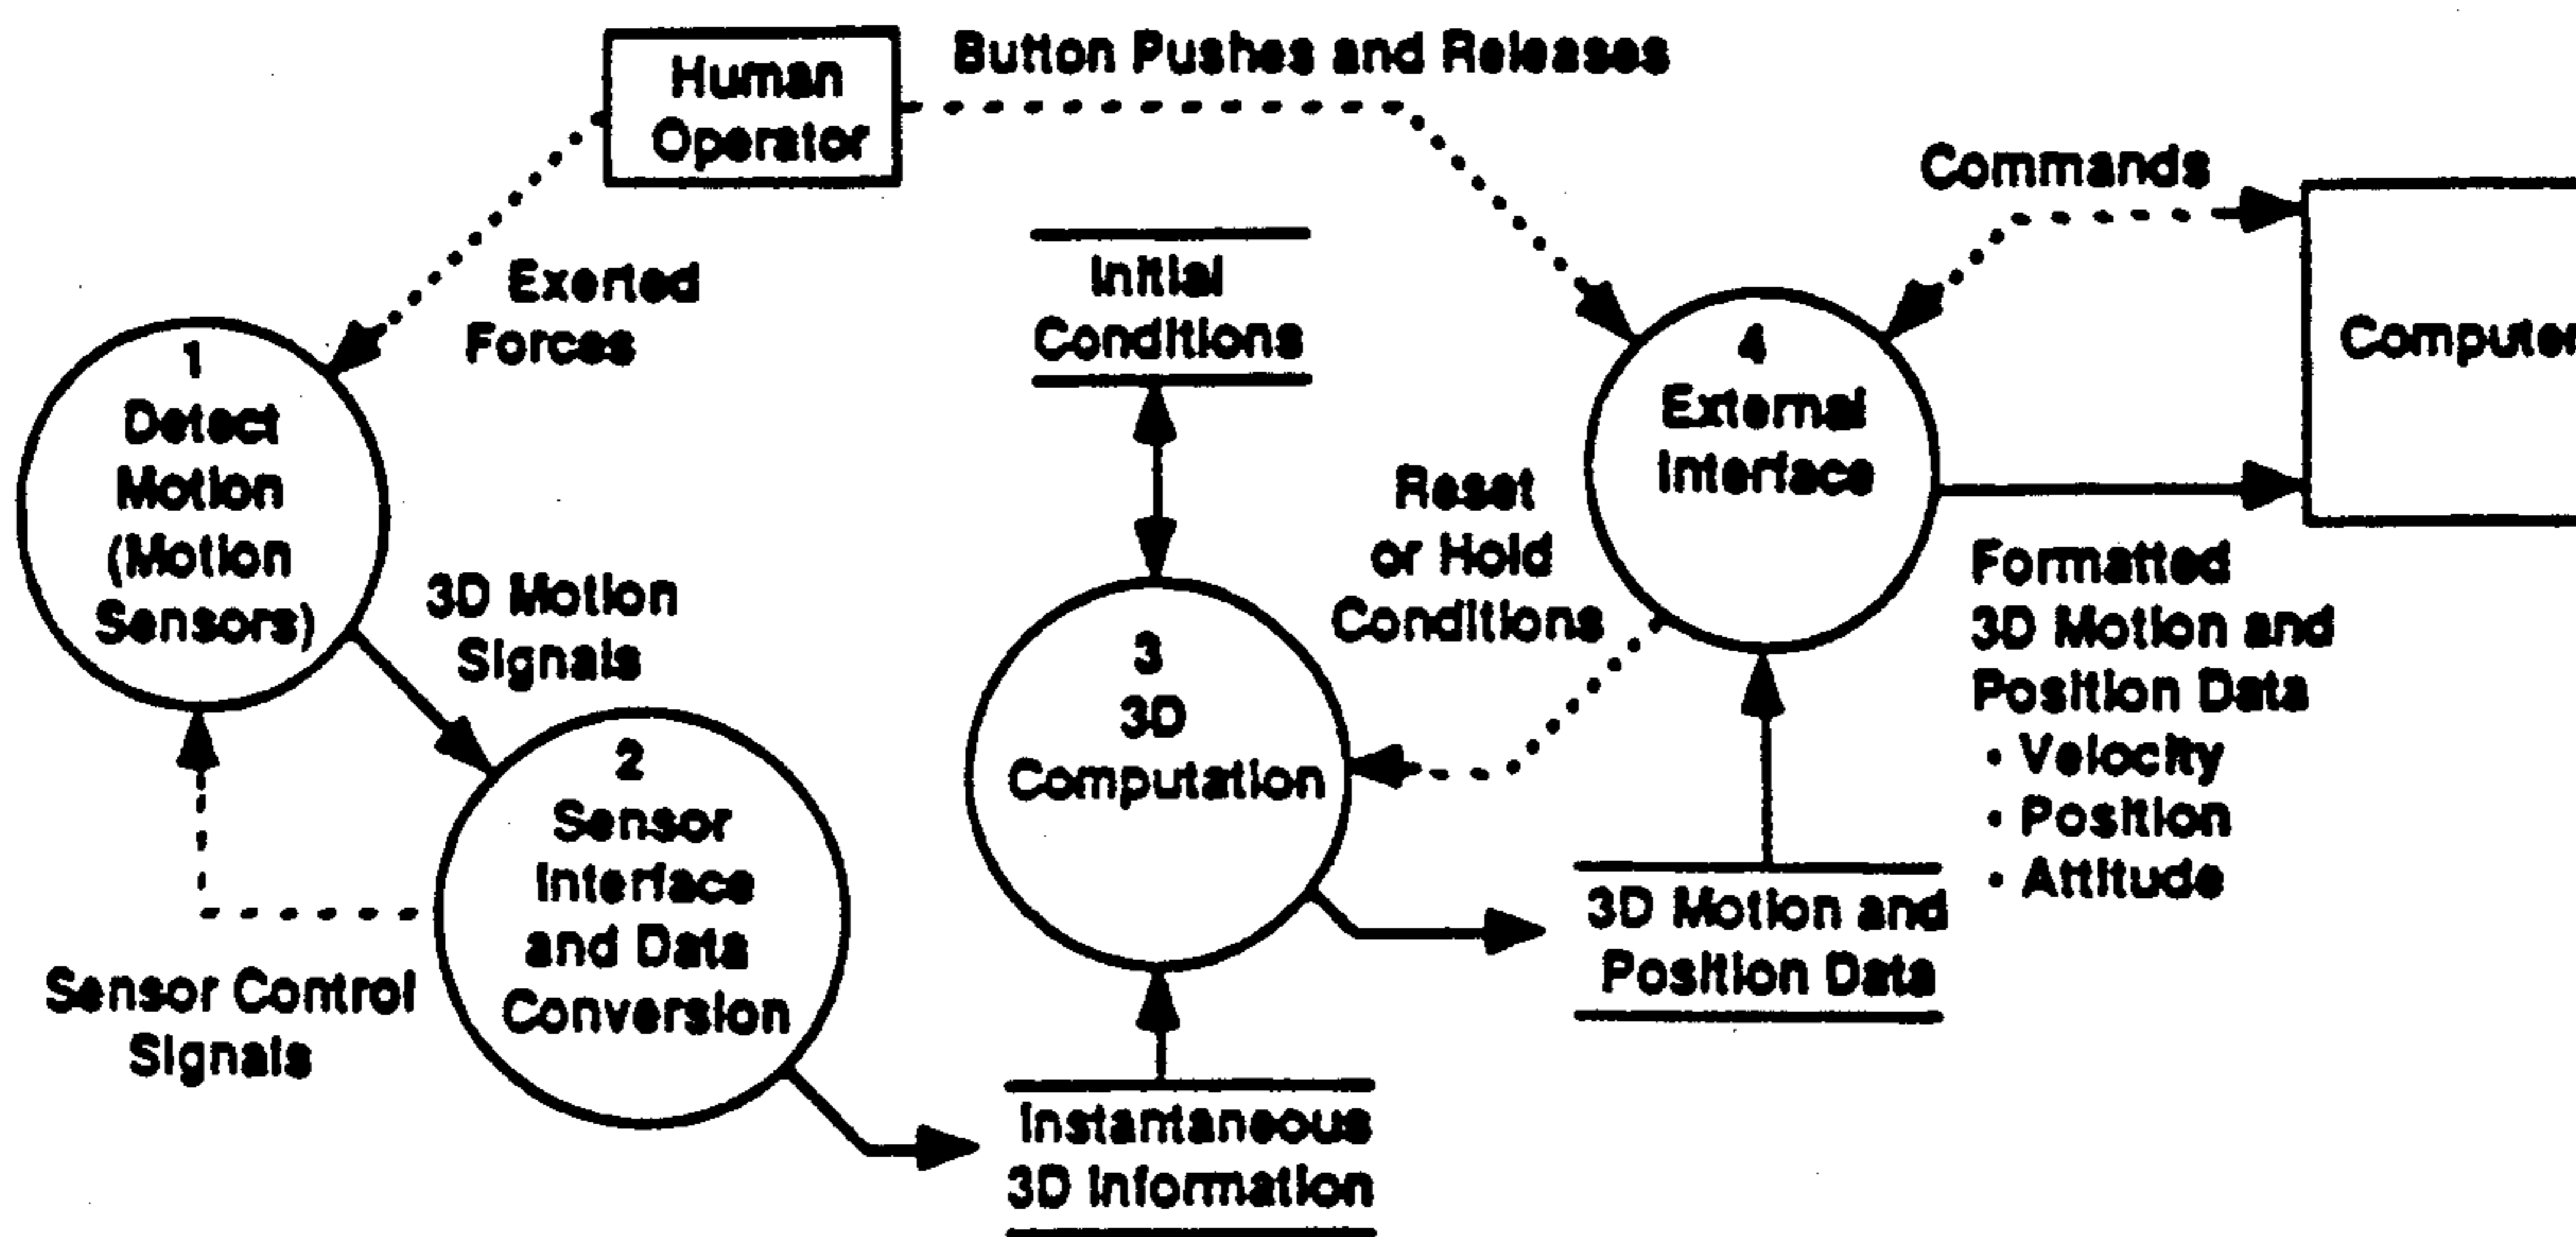 Human
Operator
Button Pushes and Releases
Commands
Exerted
Forces
Initial
Conditions
Computer
1
Detect
Motion
(Motion
Sensors)
4
External
Interface
Reset
or Hold
Conditions
3D Motion
Signals
Formatted
3D Motion and
Position Data
• Velocity
• Position
• Attitude
3
3D
Computation
2
Sensor
Interface
and Data
Conversion
3D Motion and
Position Data
Sensor Control
Signals
Instantaneous
3D Information